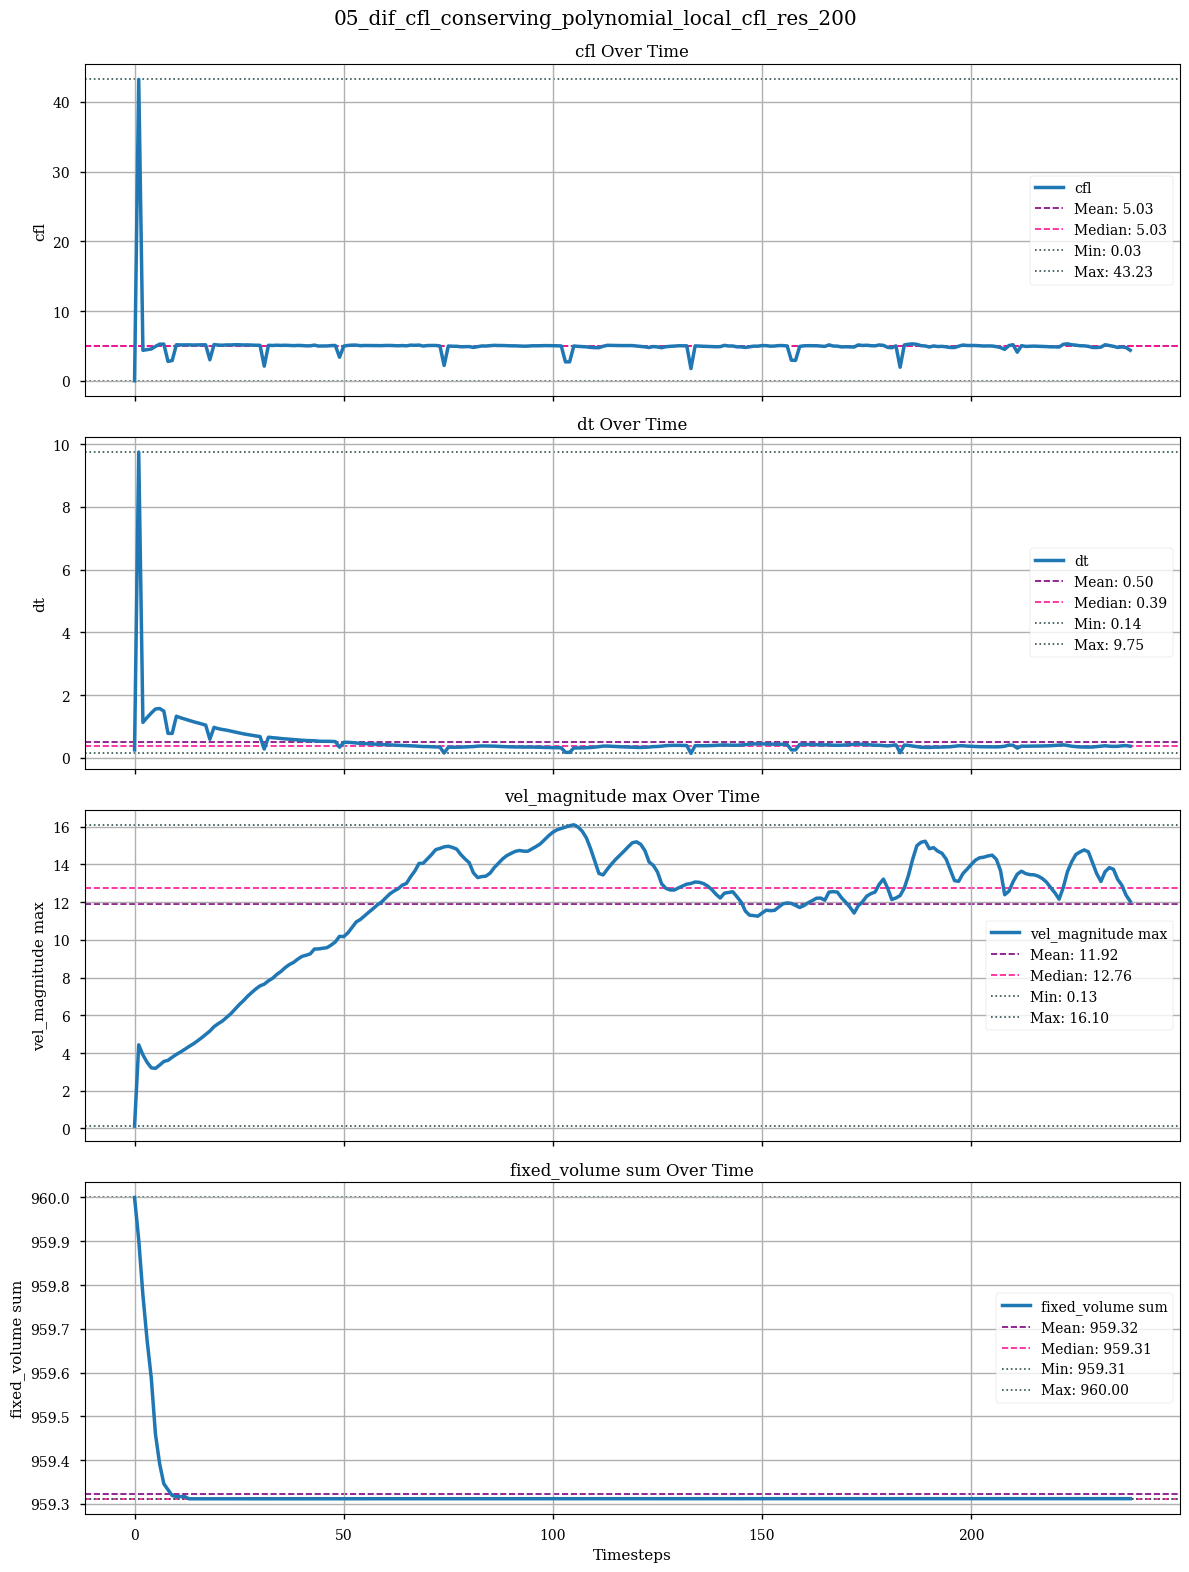 05_dif_cfl_conserving_polynomial_local_cfl_res_200
cfl Over Time
cfl
40
30
20
10
0
cfl
Mean: 5.03
Median: 5.03
Min: 0.03
Max: 43.23
dt Over Time
dt
10
8
6
4
2
0
dt
Mean: 0.50
Median: 0.39
Min: 0.14
Max: 9.75
vel_magnitude max Over Time
vel_magnitude max
16
14
12
10
8
6
4
2
0
vel_magnitude max
Mean: 11.92
Median: 12.76
Min: 0.13
Max: 16.10
fixed_volume sum Over Time
fixed_volume sum
960.0
959.9
959.8
959.7
959.6
959.5
959.4
959.3
fixed_volume sum
Mean: 959.32
Median: 959.31
Min: 959.31
Max: 960.00
0 50 100 150 200
Timesteps